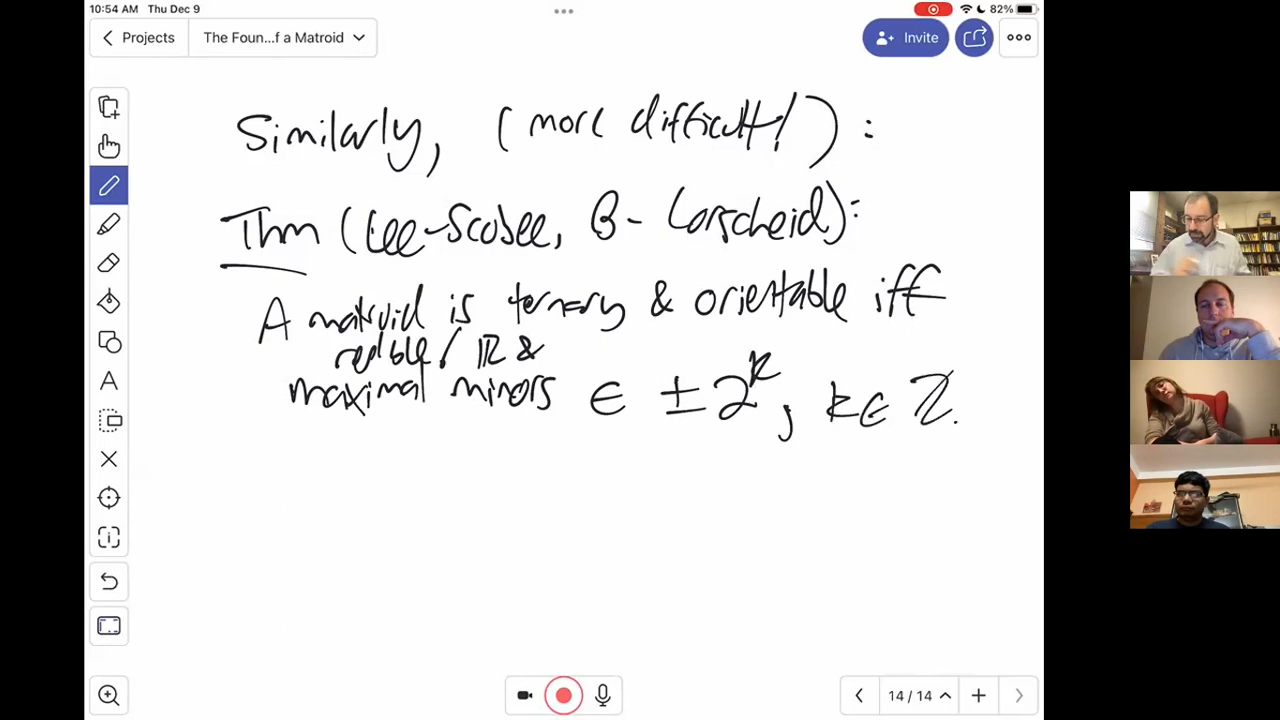 10:54 AM Thu Dec 9
82%
Projects
The Foun...f a Matroid
Invite
Similarly, (more difficult!):
Thm (Lee-Scobee, B-Lorscheid):
A matroid is ternary & orientable iff
repble / ℝ &
maximal minors ∈ ±2^k, k∈ℤ.
A
14 / 14